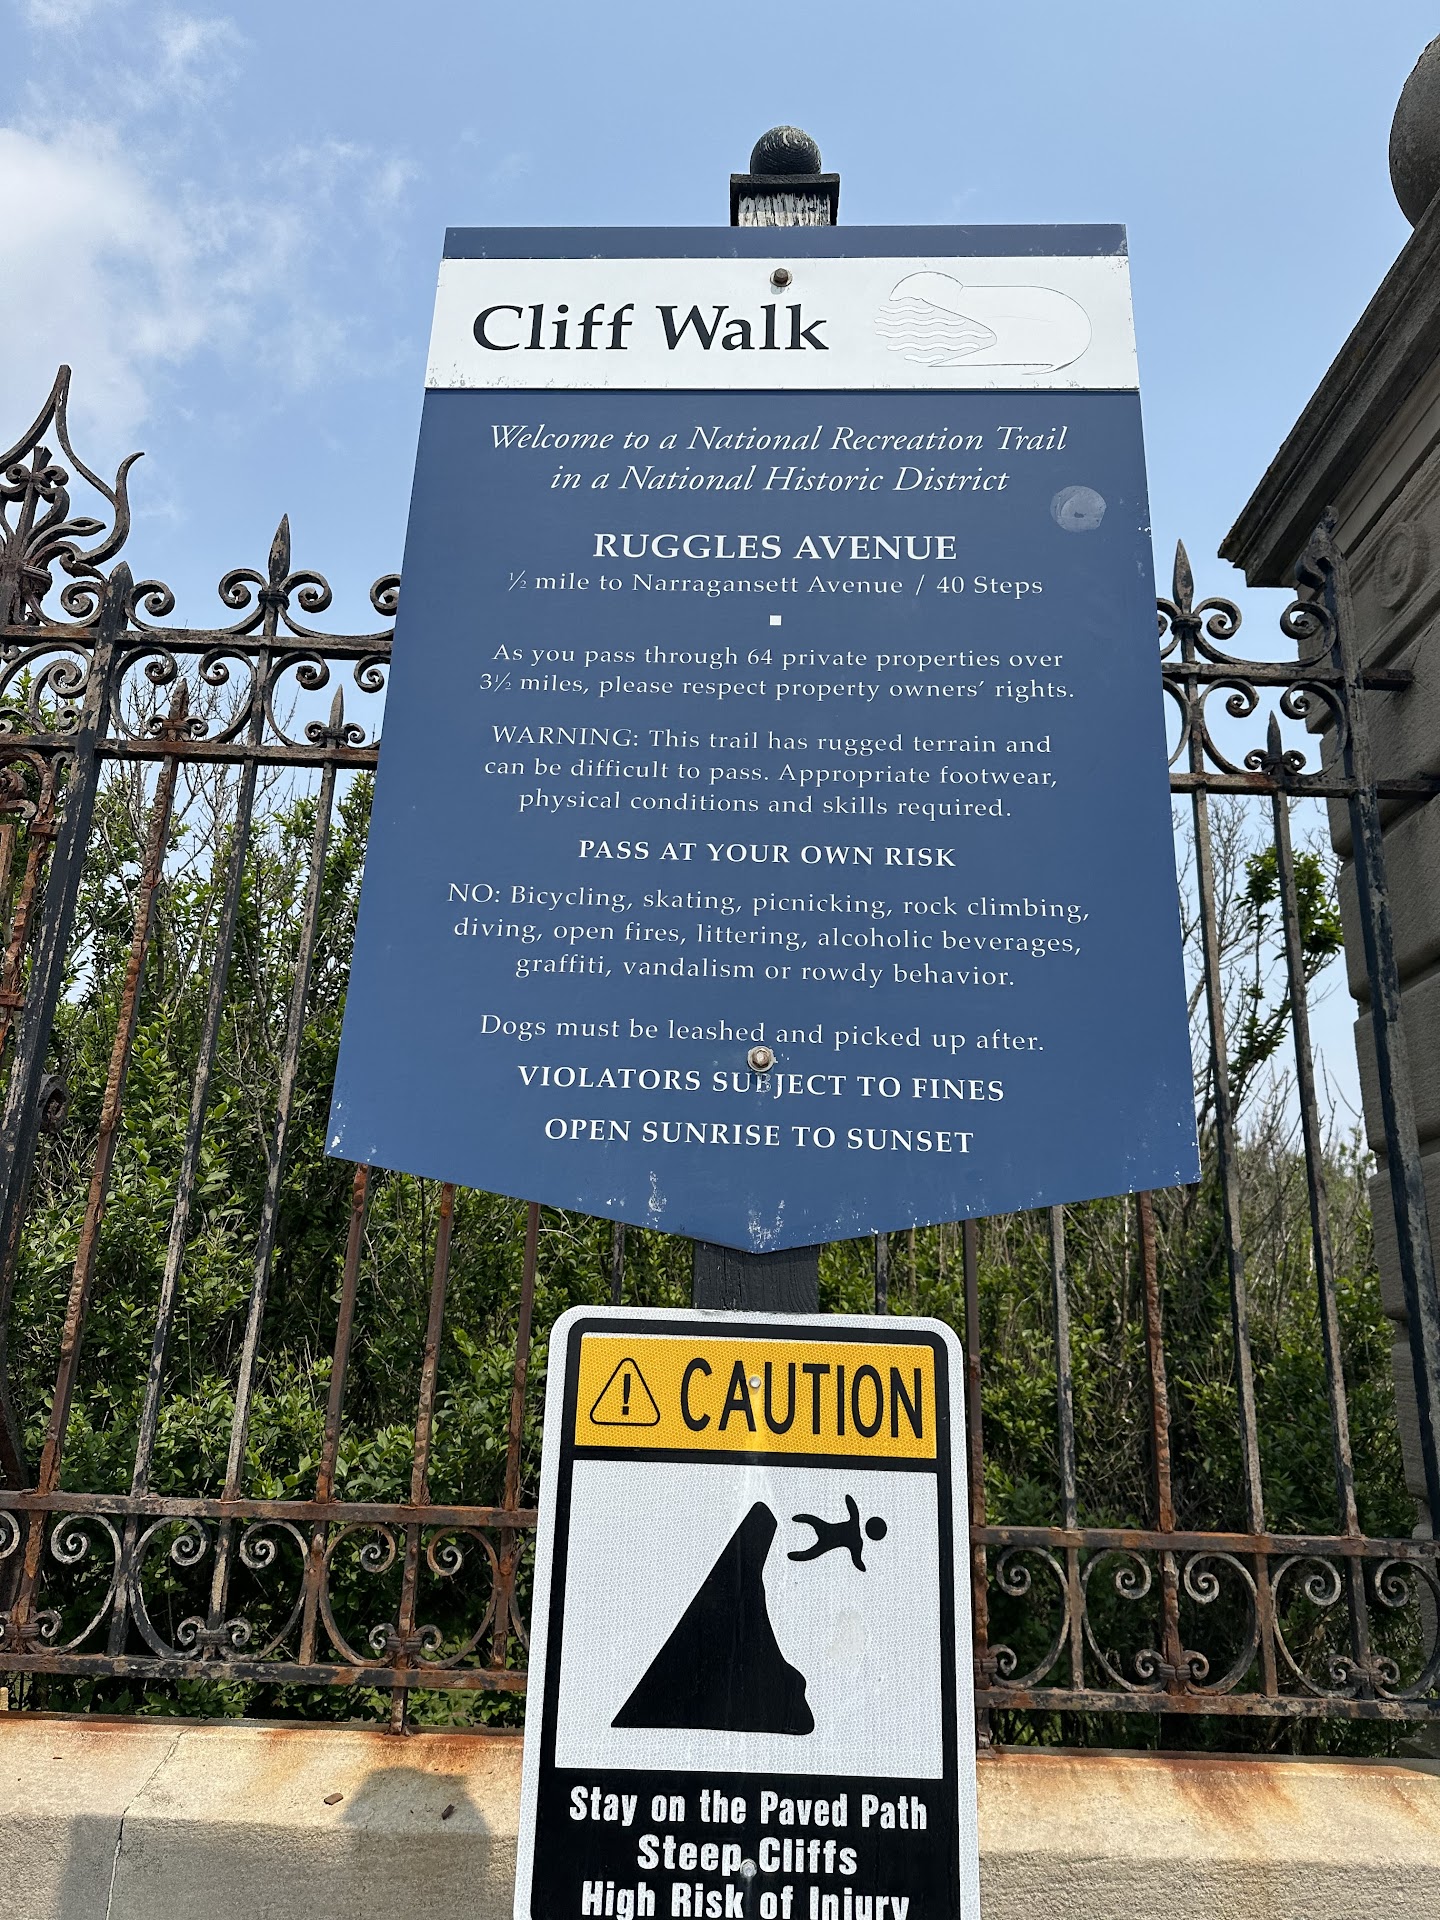 Cliff Walk
Welcome to a National Recreation Trail
in a National Historic District
RUGGLES AVENUE
½ mile to Narragansett Avenue / 40 Steps
As you pass through 64 private properties over
3½ miles, please respect property owners' rights.
WARNING: This trail has rugged terrain and
can be difficult to pass. Appropriate footwear,
physical conditions and skills required.
PASS AT YOUR OWN RISK
NO: Bicycling, skating, picnicking, rock climbing,
diving, open fires, littering, alcoholic beverages,
graffiti, vandalism or rowdy behavior.
Dogs must be leashed and picked up after.
VIOLATORS SUBJECT TO FINES
OPEN SUNRISE TO SUNSET
CAUTION
Stay on the Paved Path
Steep Cliffs
High Risk of Injury